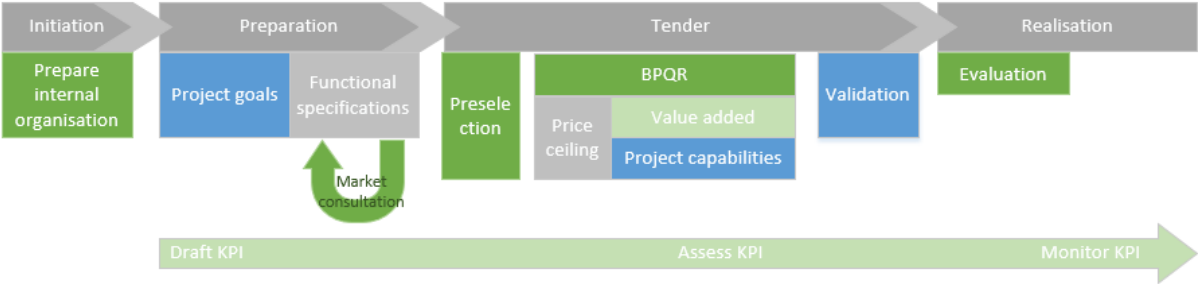 Initiation
Preparation
Tender
Realisation
Prepare
internal
organisation
Project goals
Functional
specifications
Market
consultation
Presele
ction
BPQR
Price
ceiling
Value added
Project capabilities
Validation
Evaluation
Draft KPI
Assess KPI
Monitor KPI